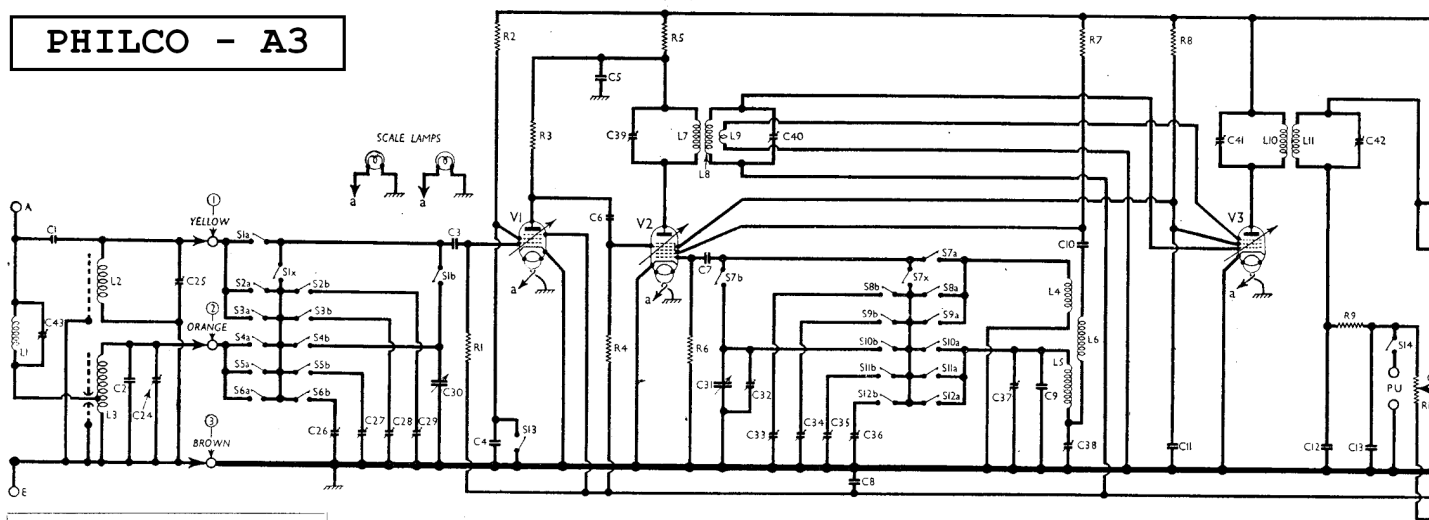 PHILCO - A3
R2
R5
R7
R8
C5
R3
C39
L7
L9
C40
L8
C41
L10
L11
C42
SCALE LAMPS
a
a
A
C1
1
YELLOW
S1a
S1x
C3
S1b
V1
C6
V2
C7
S7b
S7a
S7x
C10
V3
a
a
a
L2
C25
S2a
S2b
S3a
S3b
2
ORANGE
S4a
S4b
S5a
S5b
S6a
S6b
C43
L1
C2
C24
L3
3
BROWN
C26
C27
C28
C29
C30
R1
C4
S13
R4
R6
C31
C32
S8b
S8a
S9b
S9a
S10b
S10a
S11b
S11a
S12b
S12a
C33
C34
C35
C36
L4
L6
L5
C37
C9
C38
C11
R9
S14
PU
C12
C13
C8
E